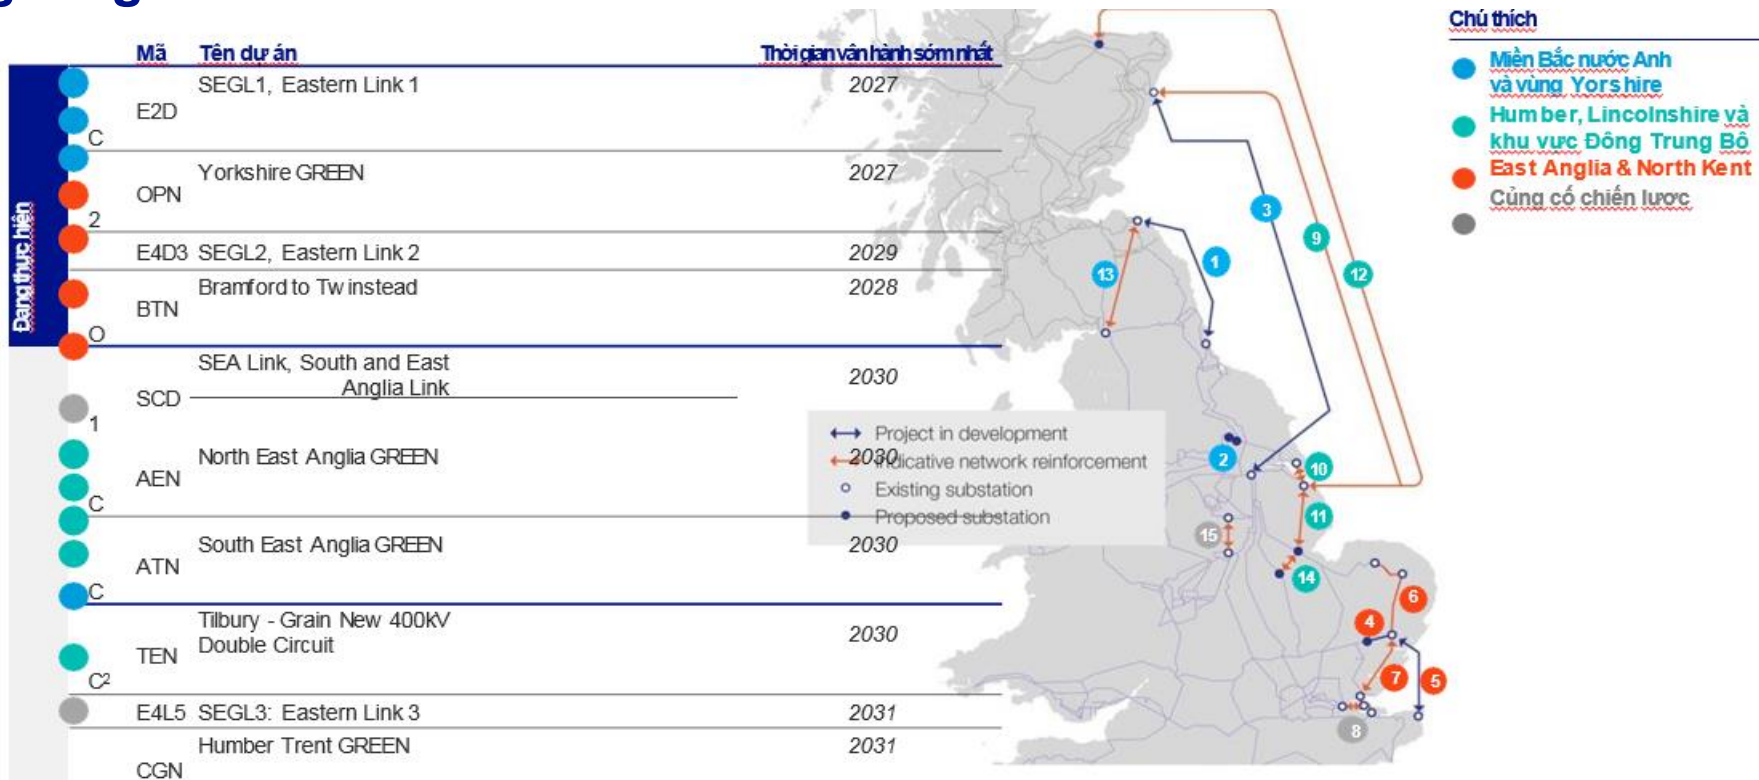 Mã Tên dự án Thời gian vận hành sớm nhất
Đang thực hiện
SEGL1, Eastern Link 1 2027
E2D
C
Yorkshire GREEN 2027
OPN
2
E4D3 SEGL2, Eastern Link 2 2029
Bramford to Twinstead 2028
BTN
O
SEA Link, South and East
Anglia Link
2030
SCD
1
North East Anglia GREEN 2030
AEN
C
South East Anglia GREEN 2030
ATN
C
Tilbury - Grain New 400kV
Double Circuit
2030
TEN
C²
E4L5 SEGL3: Eastern Link 3 2031
Humber Trent GREEN 2031
CGN
Project in development
Indicative network reinforcement
Existing substation
Proposed substation
3
9
1
13
12
2
10
11
15
14
6
4
7
5
8
Chú thích
Miền Bắc nước Anh
và vùng Yorshire
Humber, Lincolnshire và
khu vực Đông Trung Bộ
East Anglia & North Kent
Củng cố chiến lược